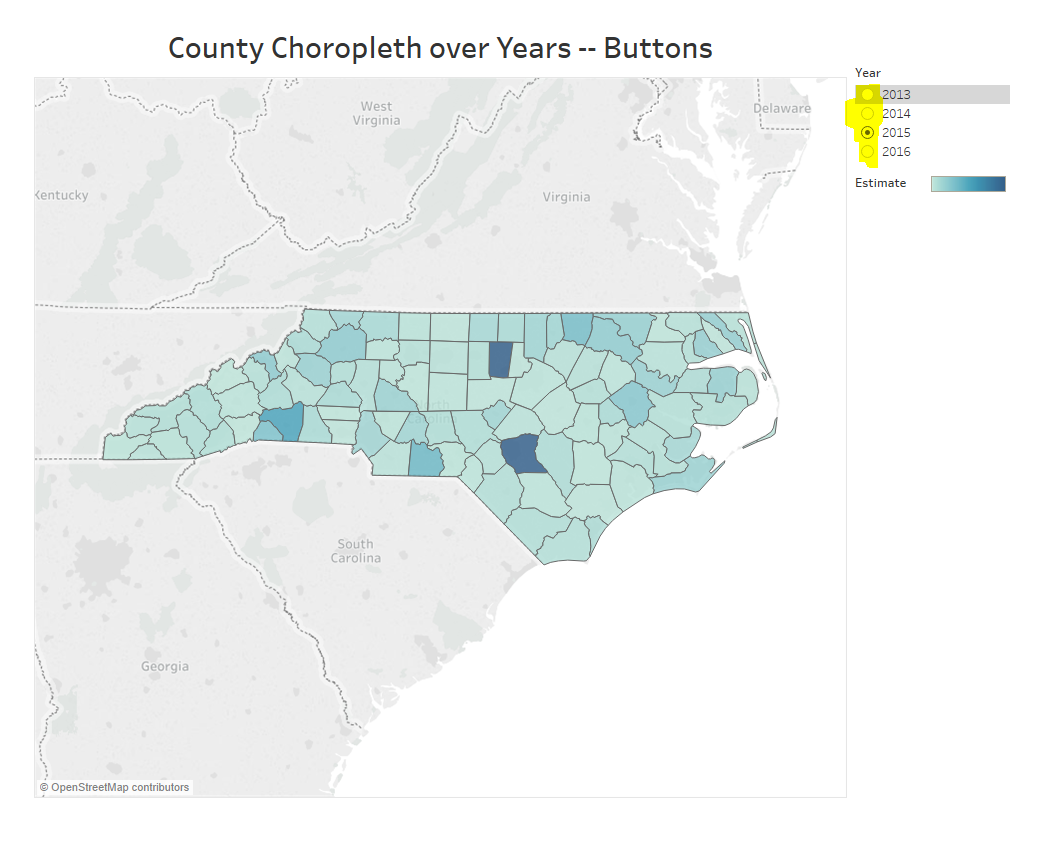 County Choropleth over Years -- Buttons
Year
2013
2014
2015
2016
Estimate
West
Virginia
Delaware
Kentucky
Virginia
South
Carolina
Georgia
© OpenStreetMap contributors